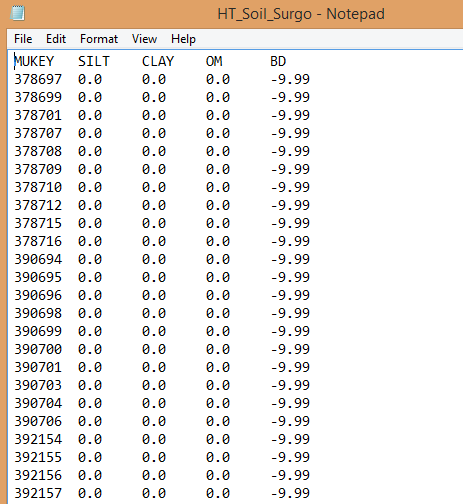 HT_Soil_Surgo - Notepad
File Edit Format View Help
MUKEY SILT CLAY OM BD
378697 0.0 0.0 0.0 -9.99
378699 0.0 0.0 0.0 -9.99
378701 0.0 0.0 0.0 -9.99
378707 0.0 0.0 0.0 -9.99
378708 0.0 0.0 0.0 -9.99
378709 0.0 0.0 0.0 -9.99
378710 0.0 0.0 0.0 -9.99
378712 0.0 0.0 0.0 -9.99
378715 0.0 0.0 0.0 -9.99
378716 0.0 0.0 0.0 -9.99
390694 0.0 0.0 0.0 -9.99
390695 0.0 0.0 0.0 -9.99
390696 0.0 0.0 0.0 -9.99
390698 0.0 0.0 0.0 -9.99
390699 0.0 0.0 0.0 -9.99
390700 0.0 0.0 0.0 -9.99
390701 0.0 0.0 0.0 -9.99
390703 0.0 0.0 0.0 -9.99
390704 0.0 0.0 0.0 -9.99
390706 0.0 0.0 0.0 -9.99
392154 0.0 0.0 0.0 -9.99
392155 0.0 0.0 0.0 -9.99
392156 0.0 0.0 0.0 -9.99
392157 0.0 0.0 0.0 -9.99